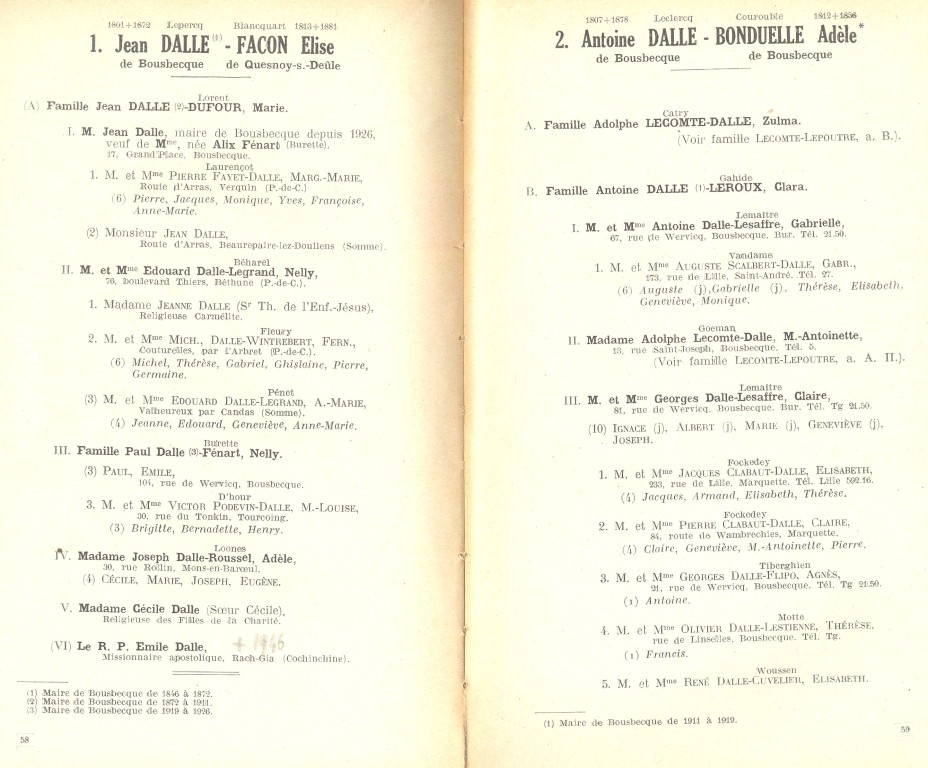 1801+1872 Lepercq Blancquart 1813+1881
1. Jean DALLE (1) - FACON Elise
de Bousbecque de Quesnoy-s.-Deûle
Lorent
(A) Famille Jean DALLE (2)-DUFOUR, Marie.
I. M. Jean Dalle, maire de Bousbecque depuis 1926,
veuf de Mme, née Alix Fénart (Burette).
17, Grand'Place, Bousbecque.
Laurençot
1. M. et Mme PIERRE FAYET-DALLE, MARG.-MARIE,
Route d'Arras, Verquin (P.-de-C.)
(6) Pierre, Jacques, Monique, Yves, Françoise,
Anne-Marie.
(2) Monsieur JEAN DALLE,
Route d'Arras, Beaurepaire-lez-Doullens (Somme).
Béharel
II. M. et Mme Edouard Dalle-Legrand, Nelly,
76, boulevard Thiers, Béthune (P.-de-C.).
1. Madame JEANNE DALLE (Sr Th. de l'Enf.-Jésus),
Religieuse Carmélite.
Fleury
2. M. et Mme MICH., DALLE-WINTREBERT, FERN.,
Couturelles, par l'Arbret (P.-de-C.).
(6) Michel, Thérèse, Gabriel, Ghislaine, Pierre,
Germaine.
Pénet
(3) M. et Mme EDOUARD DALLE-LEGRAND, A.-MARIE,
Valheureux par Candas (Somme).
(4) Jeanne, Edouard, Geneviève, Anne-Marie.
Burette
III. Famille Paul Dalle (3)-Fénart, Nelly.
(3) PAUL, EMILE,
104, rue de Wervicq, Bousbecque.
D'hour
3. M. et Mme VICTOR PODEVIN-DALLE, M.-LOUISE,
30, rue du Tonkin, Tourcoing.
(3) Brigitte, Bernadette, Henry.
Loones
IV. Madame Joseph Dalle-Roussel, Adèle,
30, rue Rollin, Mons-en-Barœul.
(4) CÉCILE, MARIE, JOSEPH, EUGÈNE.
V. Madame Cécile Dalle (Sœur Cécile),
Religieuse des Filles de la Charité.
(VI) Le R. P. Emile Dalle, + 1946
Missionnaire apostolique, Rach-Gia (Cochinchine).
(1) Maire de Bousbecque de 1846 à 1872.
(2) Maire de Bousbecque de 1872 à 1911.
(3) Maire de Bousbecque de 1919 à 1926.
58
1807+1878 Leclercq Courouble 1812+1856
2. Antoine DALLE - BONDUELLE Adèle*
de Bousbecque de Bousbecque
Catry
A. Famille Adolphe LECOMTE-DALLE, Zulma.
(Voir famille LECOMTE-LEPOUTRE, a. B.).
Gahide
B. Famille Antoine DALLE (1)-LEROUX, Clara.
Lemaitre
I. M. et Mme Antoine Dalle-Lesaffre, Gabrielle,
67, rue de Wervicq, Bousbecque. Bur. Tél. 21.50.
Vandame
1. M. et Mme AUGUSTE SCALBERT-DALLE, GABR.,
173, rue de Lille, Saint-André. Tél. 27.
(6) Auguste (j), Gabrielle (j), Thérèse, Elisabeth,
Geneviève, Monique.
Goeman
II. Madame Adolphe Lecomte-Dalle, M.-Antoinette,
13, rue Saint-Joseph, Bousbecque. Tél. 5.
(Voir famille LECOMTE-LEPOUTRE, a. A. II.).
Lemaitre
III. M. et Mme Georges Dalle-Lesaffre, Claire,
81, rue de Wervicq, Bousbecque. Bur. Tél. Tg 21.50.
(10) IGNACE (j), ALBERT (j), MARIE (j), GENEVIÈVE (j),
JOSEPH.
Fockedey
1. M. et Mme JACQUES CLABAUT-DALLE, ELISABETH,
233, rue de Lille, Marquette. Tél. Lille 592.16.
(4) Jacques, Armand, Elisabeth, Thérèse.
Fockedey
2. M. et Mme PIERRE CLABAUT-DALLE, CLAIRE,
84, route de Wambrechies, Marquette.
(4) Claire, Geneviève, M.-Antoinette, Pierre.
Tiberghien
3. M. et Mme GEORGES DALLE-FLIPO, AGNÈS,
21, rue de Wervicq, Bousbecque. Tél. Tg 21.50.
(1) Antoine.
Motte
4. M. et Mme OLIVIER DALLE-LESTIENNE, THÉRÈSE,
rue de Linselles, Bousbecque. Tél. Tg.
(1) Francis.
Woussen
5. M. et Mme RENÉ DALLE-CUVELIER, ELISABETH.
(1) Maire de Bousbecque de 1911 à 1919.
59